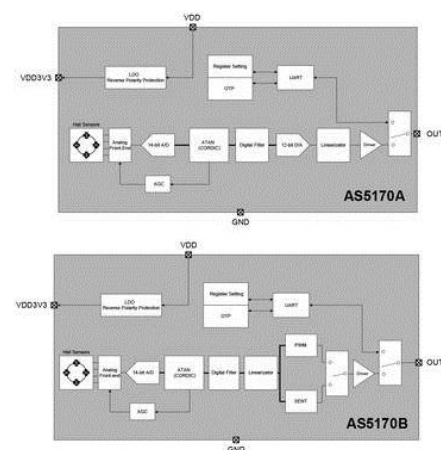 VDD
VDD3V3
LDO
Reverse Polarity Protection
Register Setting
OTP
UART
Hall Sensors
Analog
Front End
14-bit A/D
ATAN
(CORDIC)
Digital Filter
12-bit D/A
Linearizator
Driver
OUT
AGC
AS5170A
GND
VDD
VDD3V3
LDO
Reverse Polarity Protection
Register Setting
OTP
UART
Hall Sensors
Analog
Front end
14-bit A/D
ATAN
(CORDIC)
Digital Filter
Linearizator
PWM
SENT
Driver
OUT
AGC
AS5170B
GND